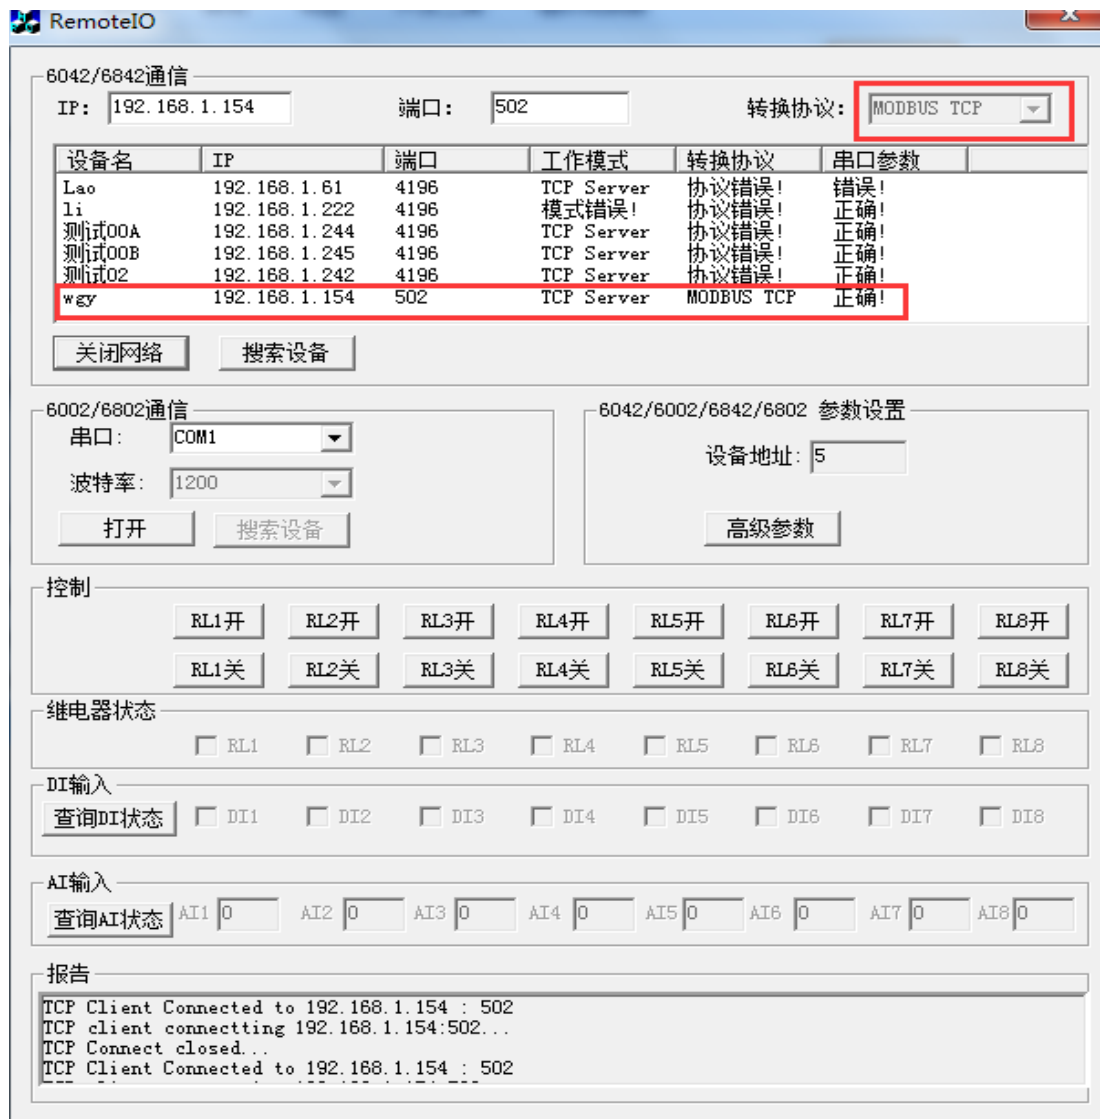 RemoteIO
6042/6842通信
IP: 192.168.1.154 端口: 502 转换协议: MODBUS TCP
设备名 IP 端口 工作模式 转换协议 串口参数
Lao 192.168.1.61 4196 TCP Server 协议错误! 错误!
li 192.168.1.222 4196 模式错误! 协议错误! 正确!
测试00A 192.168.1.244 4196 TCP Server 协议错误! 正确!
测试00B 192.168.1.245 4196 TCP Server 协议错误! 正确!
测试02 192.168.1.242 4196 TCP Server 协议错误! 正确!
wgy 192.168.1.154 502 TCP Server MODBUS TCP 正确!
关闭网络 搜索设备
6002/6802通信
串口: COM1
波特率: 1200
打开 搜索设备
6042/6002/6842/6802 参数设置
设备地址: 5
高级参数
控制
RL1开 RL2开 RL3开 RL4开 RL5开 RL6开 RL7开 RL8开
RL1关 RL2关 RL3关 RL4关 RL5关 RL6关 RL7关 RL8关
继电器状态
RL1 RL2 RL3 RL4 RL5 RL6 RL7 RL8
DI输入
查询DI状态 DI1 DI2 DI3 DI4 DI5 DI6 DI7 DI8
AI输入
查询AI状态 AI1 0 AI2 0 AI3 0 AI4 0 AI5 0 AI6 0 AI7 0 AI8 0
报告
TCP Client Connected to 192.168.1.154 : 502
TCP client connectting 192.168.1.154:502...
TCP Connect closed...
TCP Client Connected to 192.168.1.154 : 502